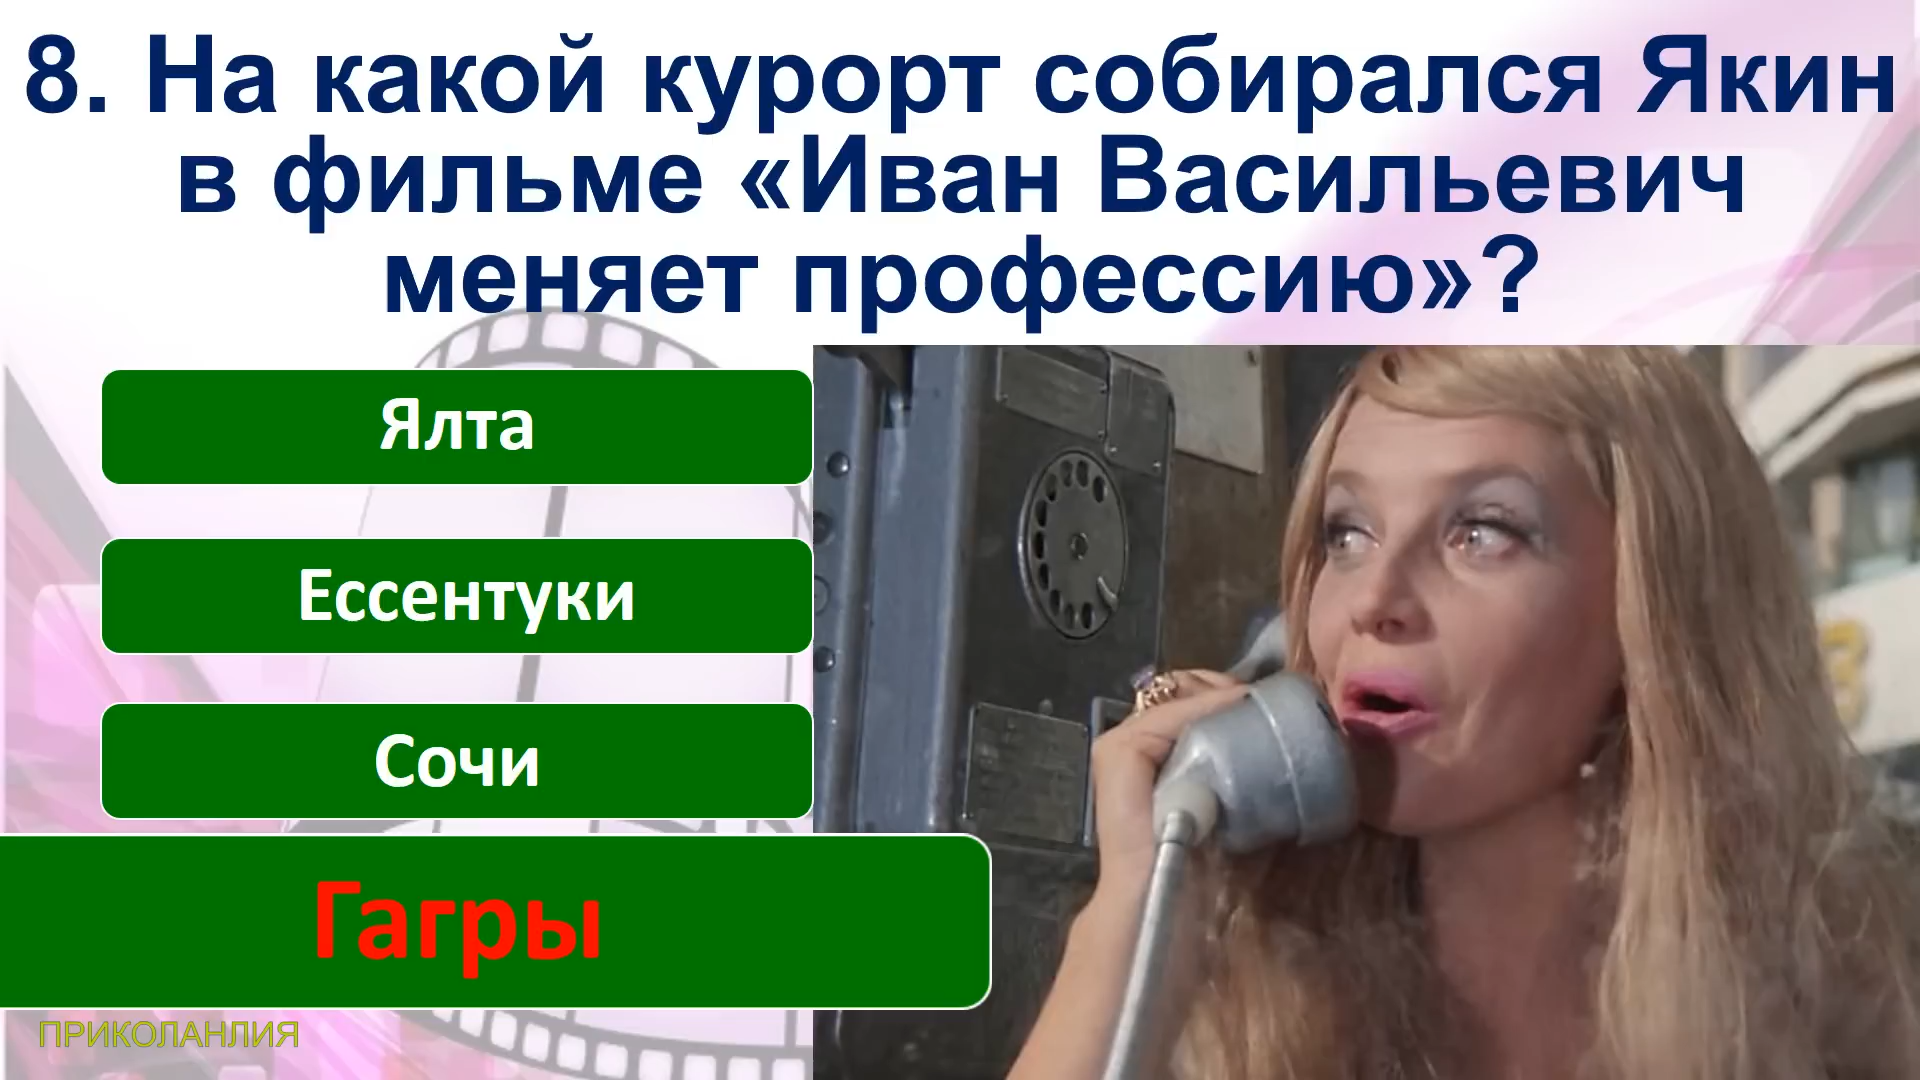 8. На какой курорт собирался Якин
в фильме «Иван Васильевич
меняет профессию»?
Ялта
Ессентуки
Сочи
Гагры
ПРИКОЛАНЛИЯ